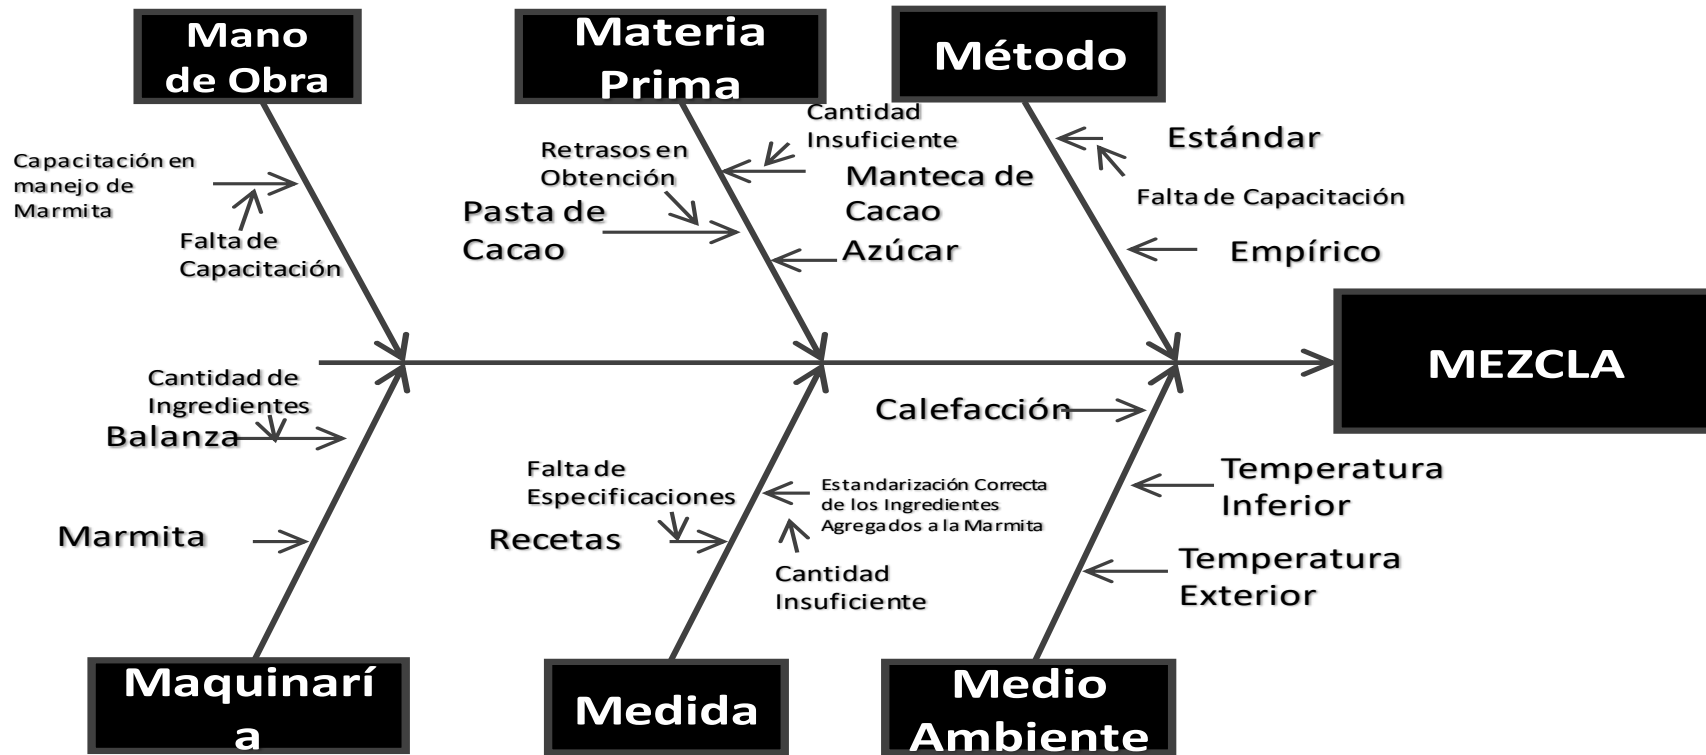 Mano
de Obra
Materia
Prima
Método
Capacitación en
manejo de
Marmita
Falta de
Capacitación
Retrasos en
Obtención
Pasta de
Cacao
Cantidad
Insuficiente
Manteca de
Cacao
Azúcar
Estándar
Falta de Capacitación
Empírico
MEZCLA
Cantidad de
Ingredientes
Balanza
Marmita
Falta de
Especificaciones
Recetas
Estandarización Correcta
de los Ingredientes
Agregados a la Marmita
Cantidad
Insuficiente
Calefacción
Temperatura
Inferior
Temperatura
Exterior
Maquinarí
a
Medida
Medio
Ambiente